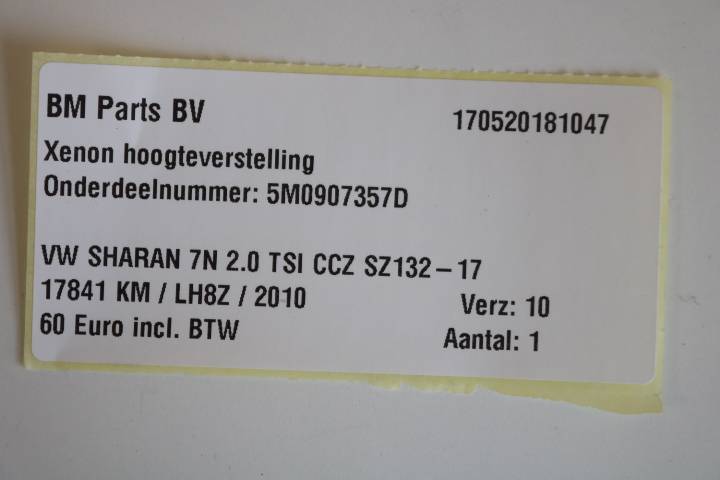 BM Parts BV
170520181047
Xenon hoogteverstelling
Onderdeelnummer: 5M0907357D
VW SHARAN 7N 2.0 TSI CCZ SZ132-17
17841 KM / LH8Z / 2010
Verz: 10
60 Euro incl. BTW
Aantal: 1